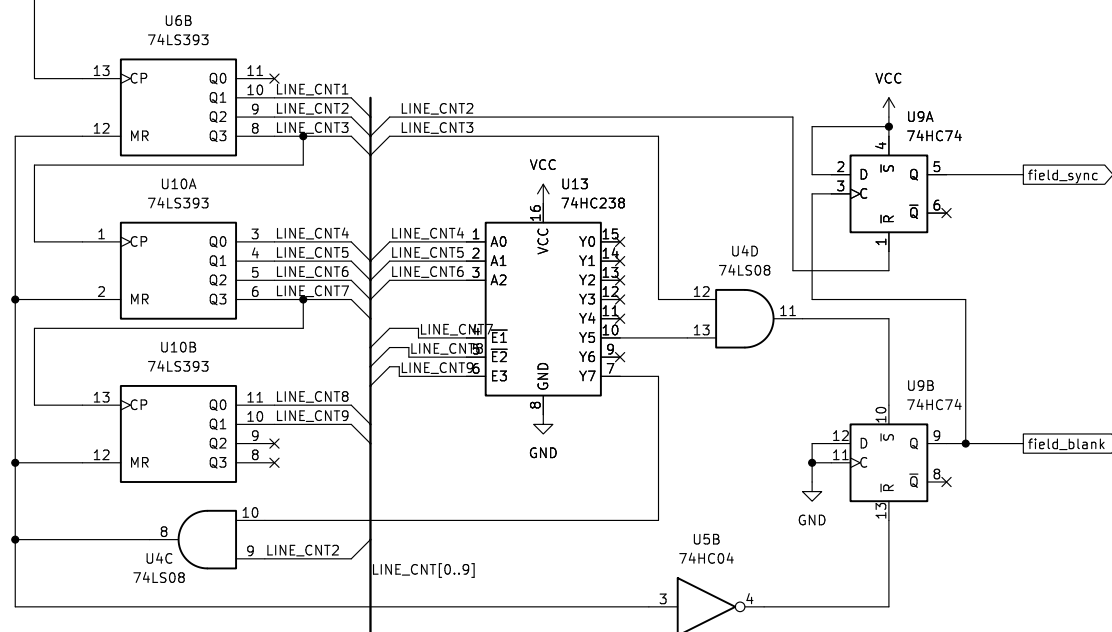 U6B
74LS393
13 CP Q0 11
Q1 10 LINE_CNT1
Q2 9 LINE_CNT2
12 MR Q3 8 LINE_CNT3
LINE_CNT2
LINE_CNT3
VCC
U9A
74HC74
4
2 D S Q 5
3 C
R Q 6
1
field_sync
U10A
74LS393
1 CP Q0 3 LINE_CNT4
Q1 4 LINE_CNT5
Q2 5 LINE_CNT6
2 MR Q3 6 LINE_CNT7
VCC
U13
74HC238
16
VCC
LINE_CNT4 1 A0 Y0 15
LINE_CNT5 2 A1 Y1 14
LINE_CNT6 3 A2 Y2 13
Y3 12
Y4 11
LINE_CNT7 4 E1 Y5 10
LINE_CNT8 5 E2 Y6 9
LINE_CNT9 6 E3 Y7 7
GND
8
GND
U4D
74LS08
12
13
11
U10B
74LS393
13 CP Q0 11 LINE_CNT8
Q1 10 LINE_CNT9
Q2 9
12 MR Q3 8
U9B
74HC74
10
12 D S Q 9
11 C
R Q 8
13
GND
field_blank
10
8
9 LINE_CNT2
U4C
74LS08
LINE_CNT[0..9]
U5B
74HC04
3 4